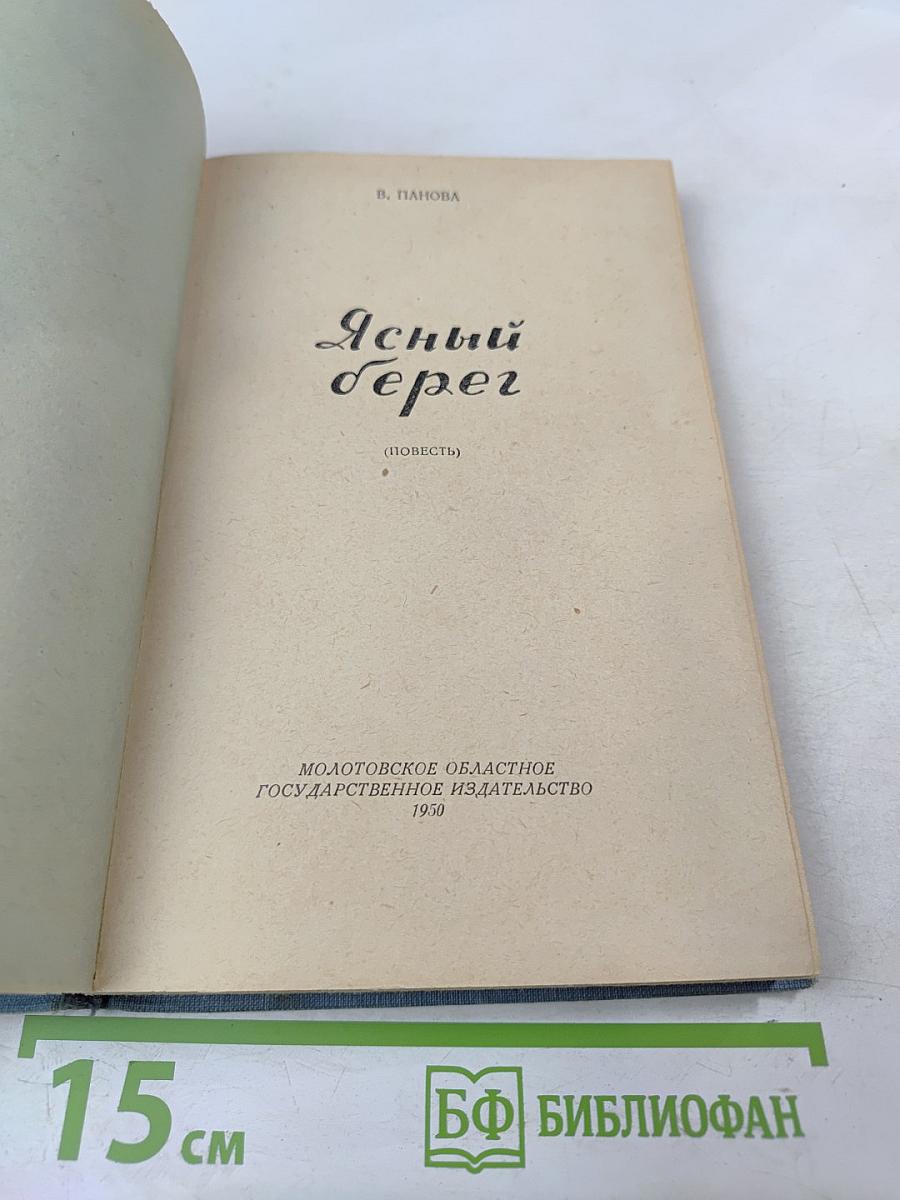 В. ПАНОВА
Ясный
берег
(ПОВЕСТЬ)
МОЛОТОВСКОЕ ОБЛАСТНОЕ
ГОСУДАРСТВЕННОЕ ИЗДАТЕЛЬСТВО
1950
15 см
БФ БИБЛИОФАН